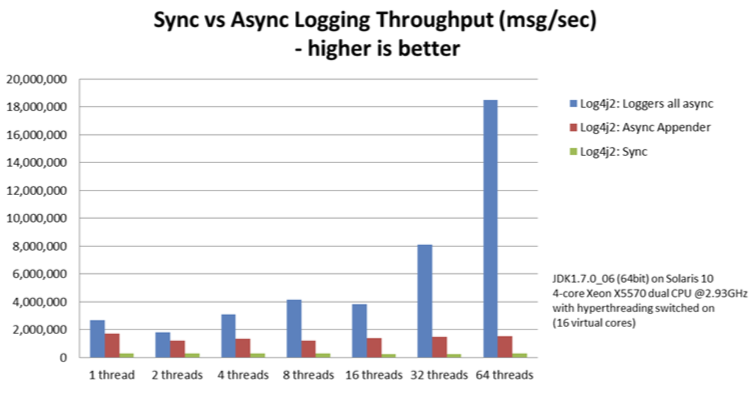 Sync vs Async Logging Throughput (msg/sec)
- higher is better
20,000,000
18,000,000
16,000,000
14,000,000
12,000,000
10,000,000
8,000,000
6,000,000
4,000,000
2,000,000
0
1 thread 2 threads 4 threads 8 threads 16 threads 32 threads 64 threads
Log4j2: Loggers all async
Log4j2: Async Appender
Log4j2: Sync
JDK1.7.0_06 (64bit) on Solaris 10
4-core Xeon X5570 dual CPU @2.93GHz
with hyperthreading switched on
(16 virtual cores)